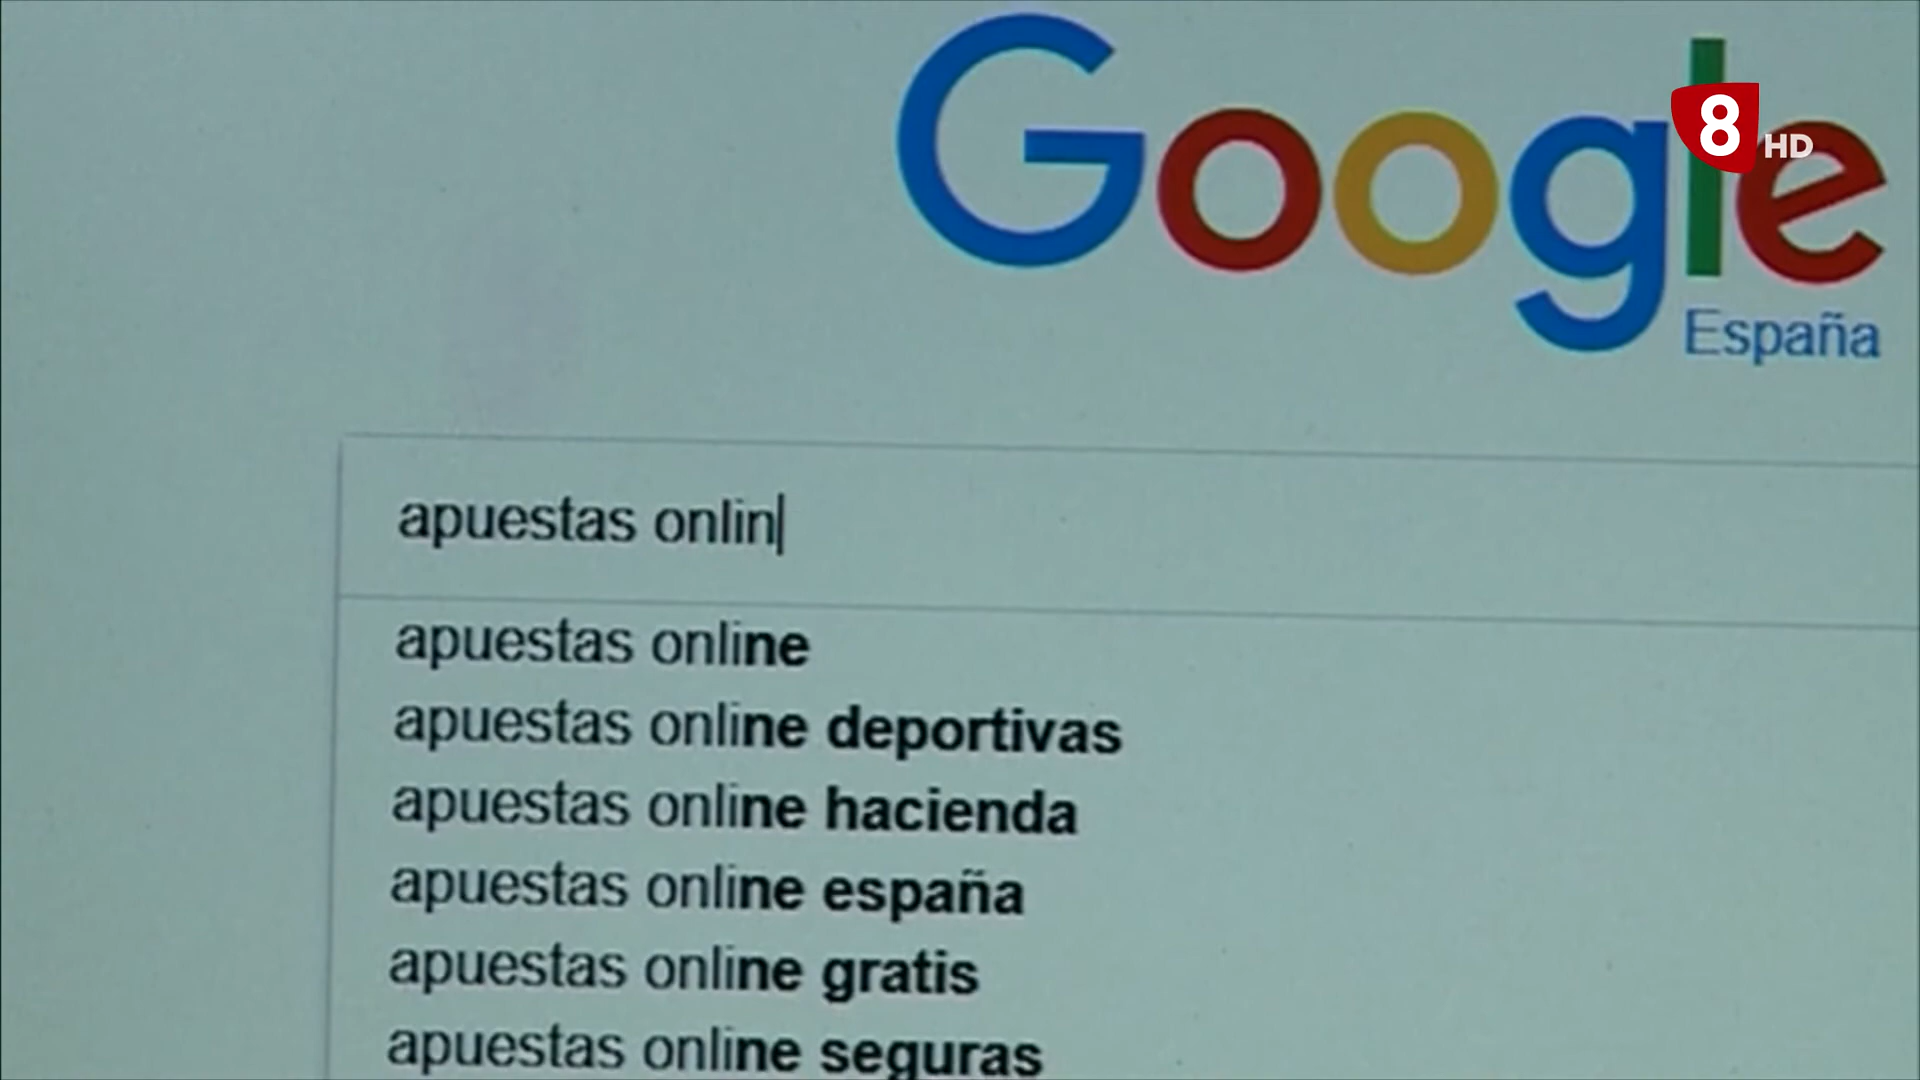 Google
8 HD
España
apuestas onlin
apuestas online
apuestas online deportivas
apuestas online hacienda
apuestas online españa
apuestas online gratis
apuestas online seguras